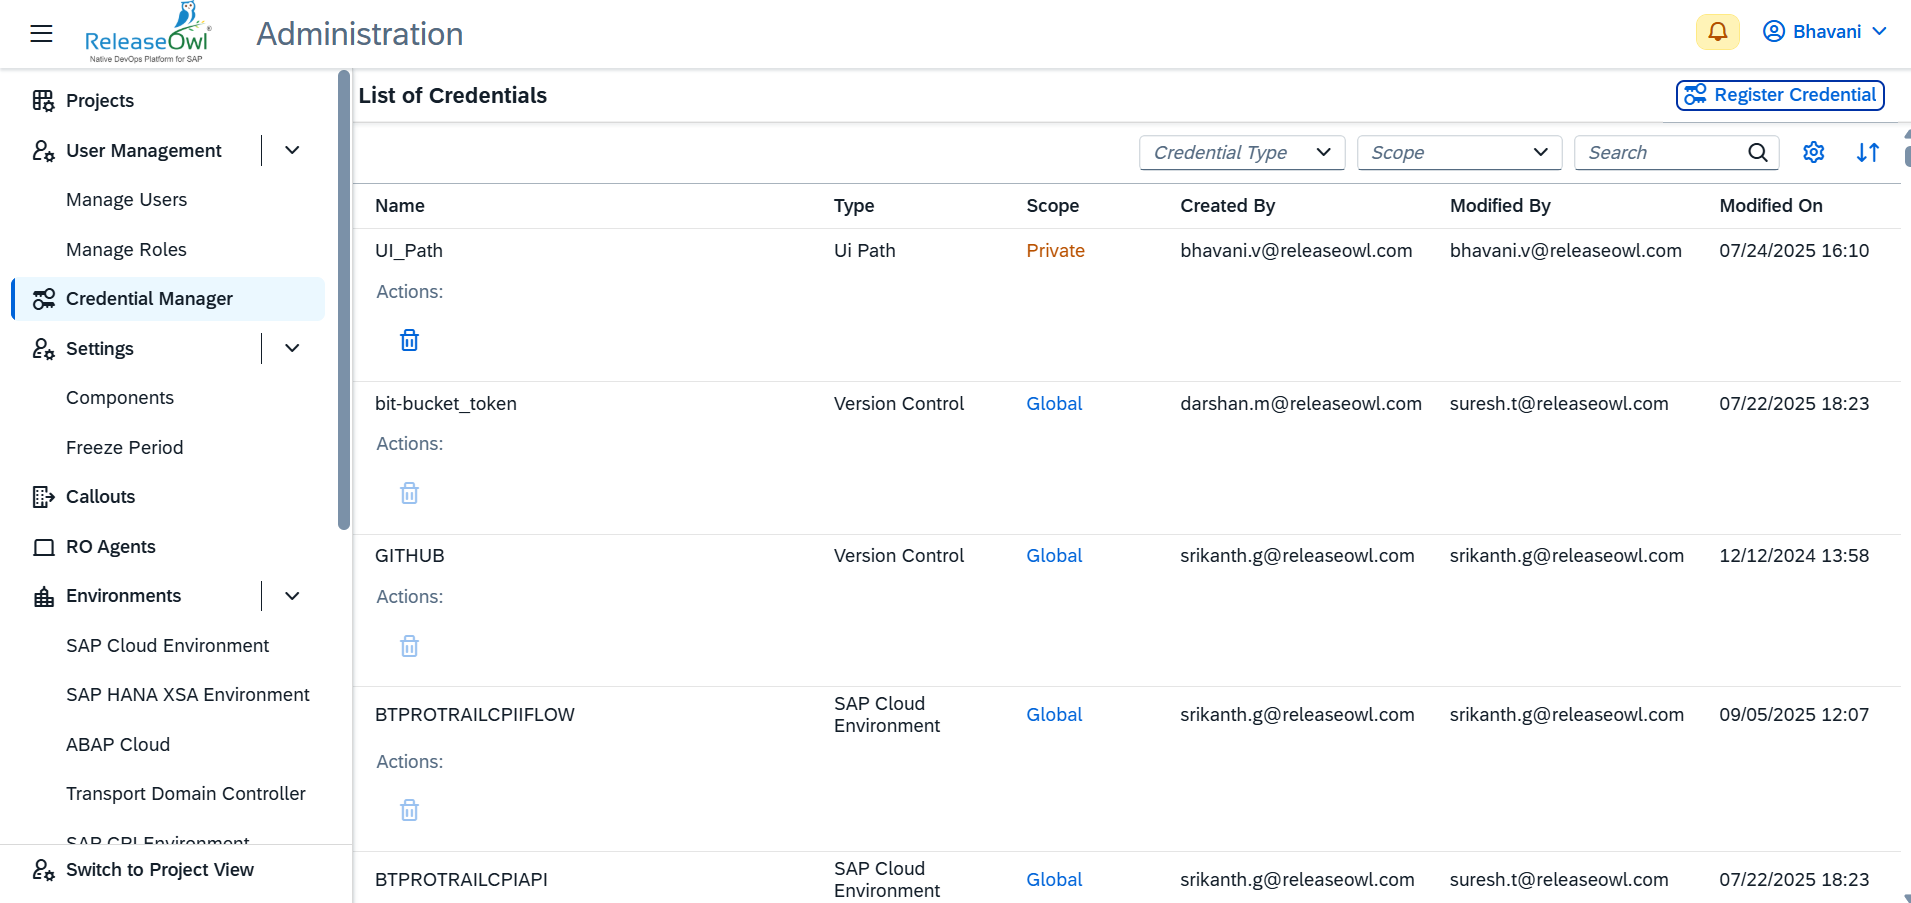 ReleaseOwl
Native DevOps Platform for SAP
Administration
Bhavani
Projects
User Management
Manage Users
Manage Roles
Credential Manager
Settings
Components
Freeze Period
Callouts
RO Agents
Environments
SAP Cloud Environment
SAP HANA XSA Environment
ABAP Cloud
Transport Domain Controller
SAP CPI Environment
Switch to Project View
List of Credentials
Register Credential
Credential Type
Scope
Search
Name Type Scope Created By Modified By Modified On
UI_Path Ui Path Private bhavani.v@releaseowl.com bhavani.v@releaseowl.com 07/24/2025 16:10
Actions:
bit-bucket_token Version Control Global darshan.m@releaseowl.com suresh.t@releaseowl.com 07/22/2025 18:23
Actions:
GITHUB Version Control Global srikanth.g@releaseowl.com srikanth.g@releaseowl.com 12/12/2024 13:58
Actions:
BTPROTRAILCPIIFLOW SAP Cloud Environment Global srikanth.g@releaseowl.com srikanth.g@releaseowl.com 09/05/2025 12:07
Actions:
BTPROTRAILCPIAPI SAP Cloud Environment Global srikanth.g@releaseowl.com suresh.t@releaseowl.com 07/22/2025 18:23